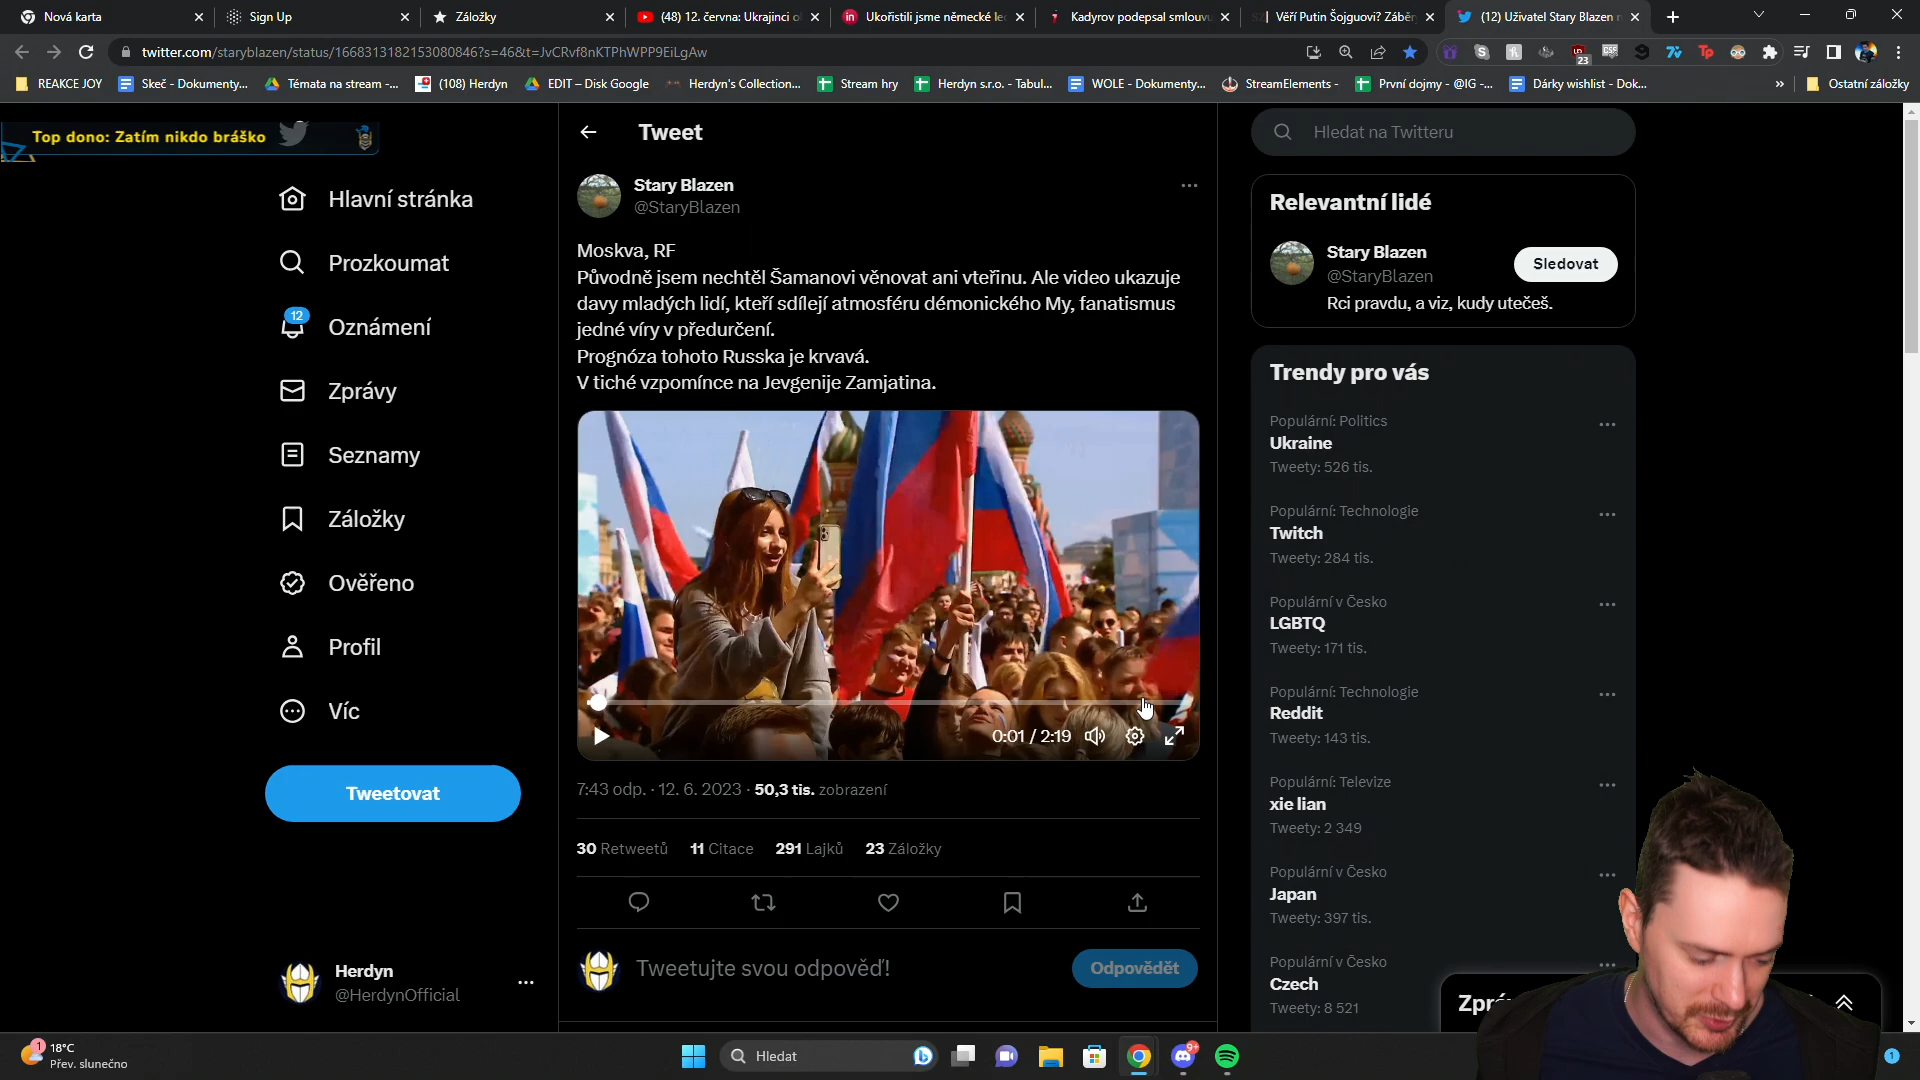 Nová karta
Sign Up
Záložky
(48) 12. června: Ukrajinci o
Ukořistili jsme německé le
Kadyrov podepsal smlouvu
Věří Putin Šojguovi? Záběr
(12) Uživatel Stary Blazen n
twitter.com/staryblazen/status/1668313182153080846?s=46&t=JvCRvf8nKTPhWPP9EiLgAw
23
REAKCE JOY
Skeč - Dokumenty...
Témata na stream -...
(108) Herdyn
EDIT – Disk Google
Herdyn's Collection...
Stream hry
Herdyn s.r.o. - Tabul...
WOLE - Dokumenty...
StreamElements -
První dojmy - @IG -...
Dárky wishlist - Dok...
»
Ostatní záložky
Top dono: Zatím nikdo bráško
Hlavní stránka
Prozkoumat
12
Oznámení
Zprávy
Seznamy
Záložky
Ověřeno
Profil
Víc
Tweetovat
Herdyn
@HerdynOfficial
Tweet
Stary Blazen
@StaryBlazen
Moskva, RF
Původně jsem nechtěl Šamanovi věnovat ani vteřinu. Ale video ukazuje
davy mladých lidí, kteří sdílejí atmosféru démonického My, fanatismus
jedné víry v předurčení.
Prognóza tohoto Russka je krvavá.
V tiché vzpomínce na Jevgenije Zamjatina.
0:01 / 2:19
7:43 odp. · 12. 6. 2023 · 50,3 tis. zobrazení
30 Retweetů 11 Citace 291 Lajků 23 Záložky
Tweetujte svou odpověď!
Odpovědět
Hledat na Twitteru
Relevantní lidé
Stary Blazen
@StaryBlazen
Sledovat
Rci pravdu, a viz, kudy utečeš.
Trendy pro vás
Populární: Politics
Ukraine
Tweety: 526 tis.
Populární: Technologie
Twitch
Tweety: 284 tis.
Populární v Česko
LGBTQ
Tweety: 171 tis.
Populární: Technologie
Reddit
Tweety: 143 tis.
Populární: Televize
xie lian
Tweety: 2 349
Populární v Česko
Japan
Tweety: 397 tis.
Populární v Česko
Czech
Tweety: 8 521
1
18°C
Přev. slunečno
Hledat
9+
1